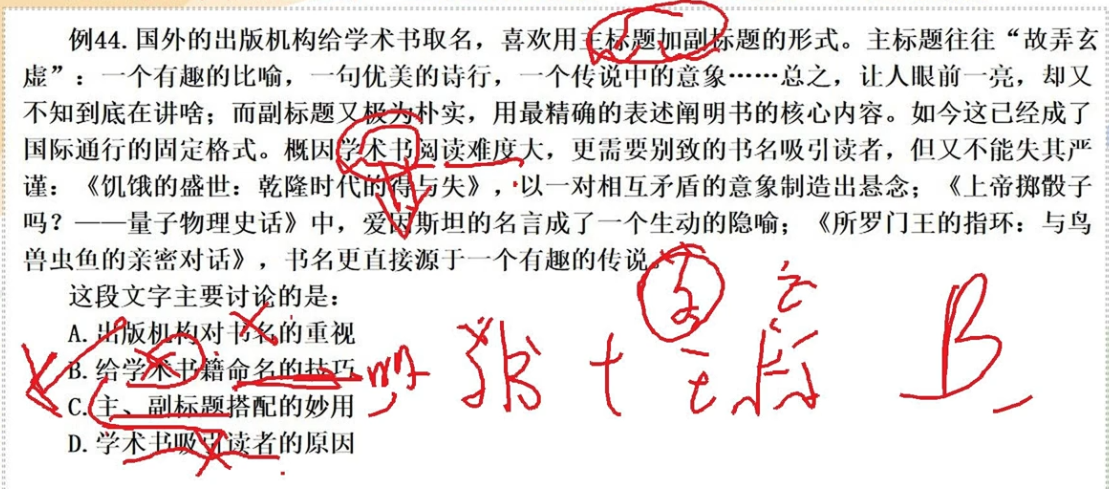 例44.国外的出版机构给学术书取名，喜欢用主标题加副标题的形式。主标题往往“故弄玄
虚”：一个有趣的比喻，一句优美的诗行，一个传说中的意象……总之，让人眼前一亮，却又
不知到底在讲啥；而副标题又极为朴实，用最精确的表述阐明书的核心内容。如今这已经成了
国际通行的固定格式。概因学术书阅读难度大，更需要别致的书名吸引读者，但又不能失其严
谨：《饥饿的盛世：乾隆时代的得与失》，以一对相互矛盾的意象制造出悬念；《上帝掷骰子
吗？——量子物理史话》中，爱因斯坦的名言成了一个生动的隐喻；《所罗门王的指环：与鸟
兽虫鱼的亲密对话》，书名更直接源于一个有趣的传说。
这段文字主要讨论的是：
A.出版机构对书名的重视
B.给学术书籍命名的技巧
C.主、副标题搭配的妙用
D.学术书吸引读者的原因
B